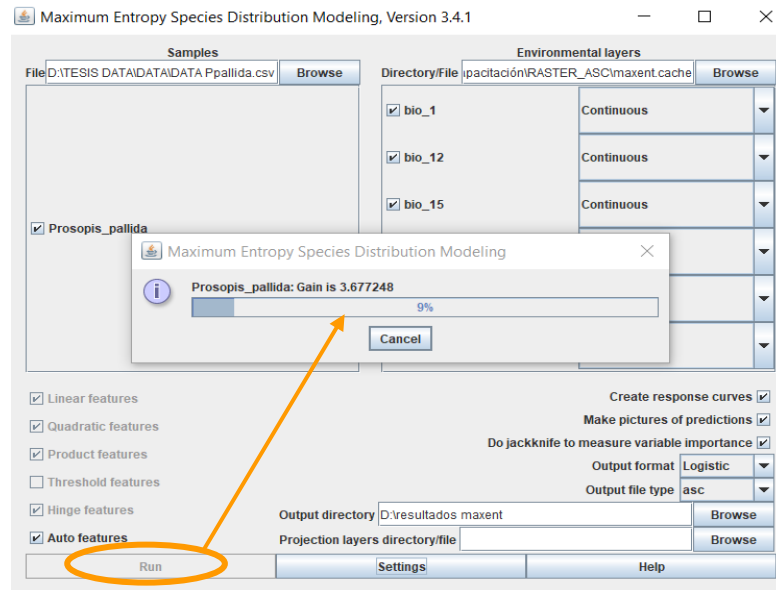 Maximum Entropy Species Distribution Modeling, Version 3.4.1
Samples
Environmental layers
File D:\TESIS DATA\DATA\DATA Ppallida.csv Browse
Directory/File apacitación\RASTER_ASC\maxent.cache Browse
bio_1 Continuous
bio_12 Continuous
bio_15 Continuous
Prosopis_pallida
Maximum Entropy Species Distribution Modeling
Prosopis_pallida: Gain is 3.677248
9%
Cancel
Linear features
Create response curves
Quadratic features
Make pictures of predictions
Product features
Do jackknife to measure variable importance
Output format Logistic
Threshold features
Output file type asc
Hinge features
Output directory D:\resultados maxent Browse
Auto features
Projection layers directory/file Browse
Run Settings Help